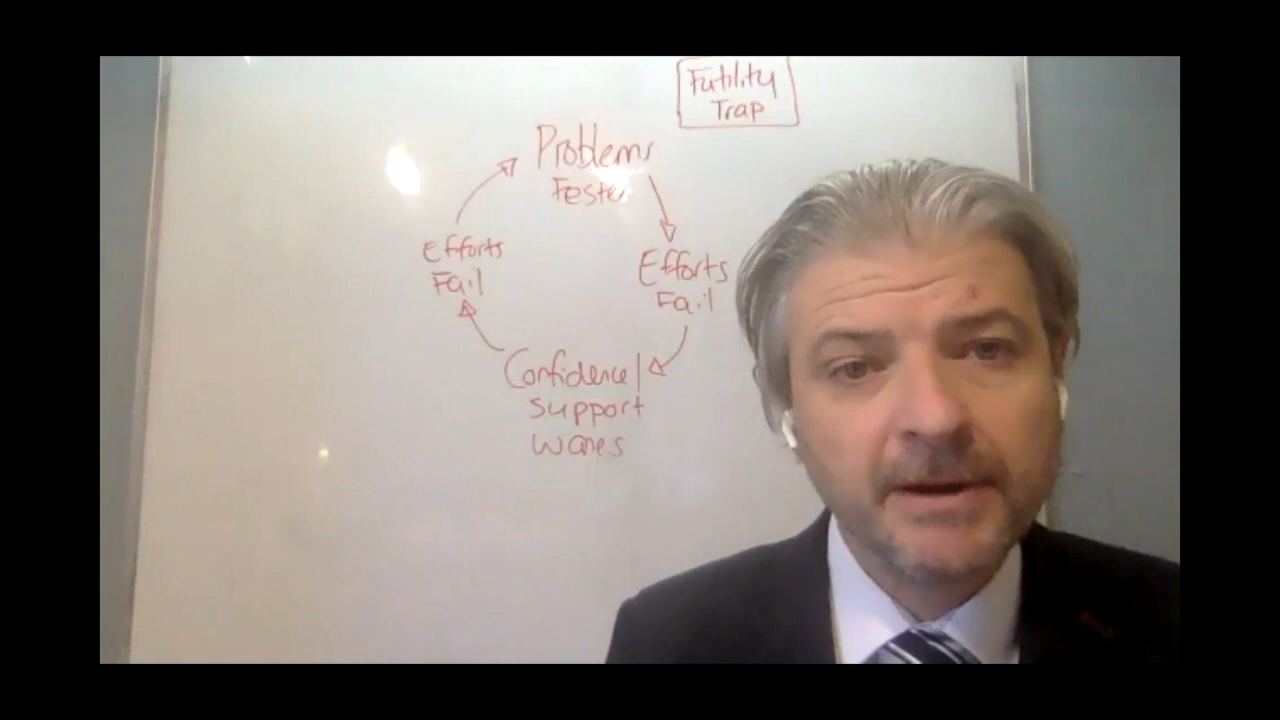 Futility
Trap
Problems
Fester
Efforts
Fail
Confidence/
Support
Wanes
Efforts
Fail